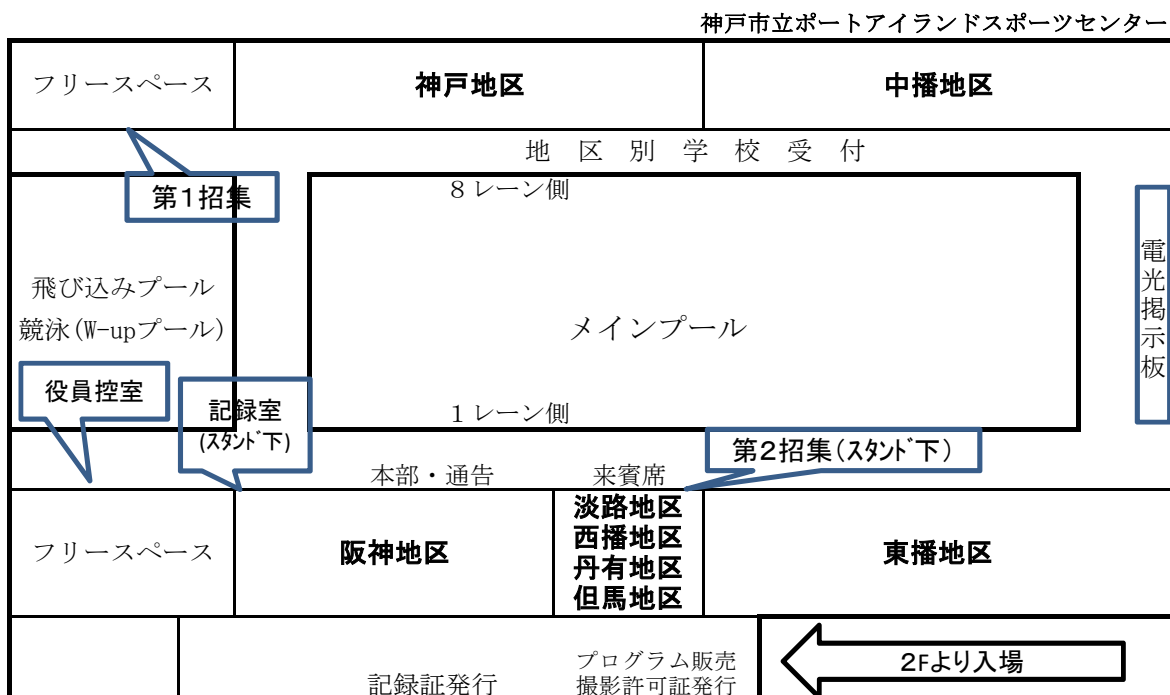 神戸市立ポートアイランドスポーツセンター
フリースペース
神戸地区
中播地区
地区別学校受付
第1招集
8レーン側
電光掲示板
飛び込みプール
競泳(W-upプール)
メインプール
役員控室
記録室
(スタンド下)
1レーン側
第2招集(スタンド下)
本部・通告
来賓席
フリースペース
阪神地区
淡路地区
西播地区
丹有地区
但馬地区
東播地区
記録証発行
プログラム販売
撮影許可証発行
2Fより入場